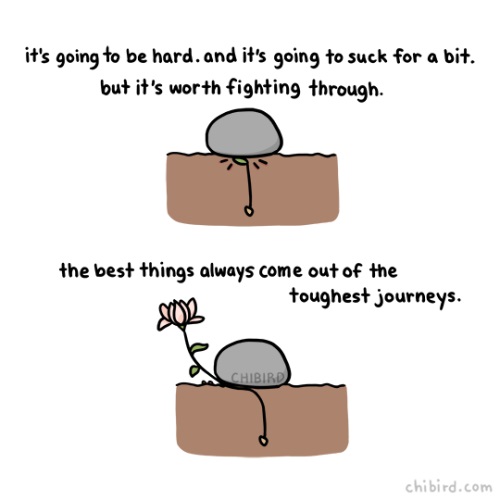 it's going to be hard. and it's going to suck for a bit.
but it's worth fighting through.
the best things always come out of the
toughest journeys.
CHIBIRD
chibird.com